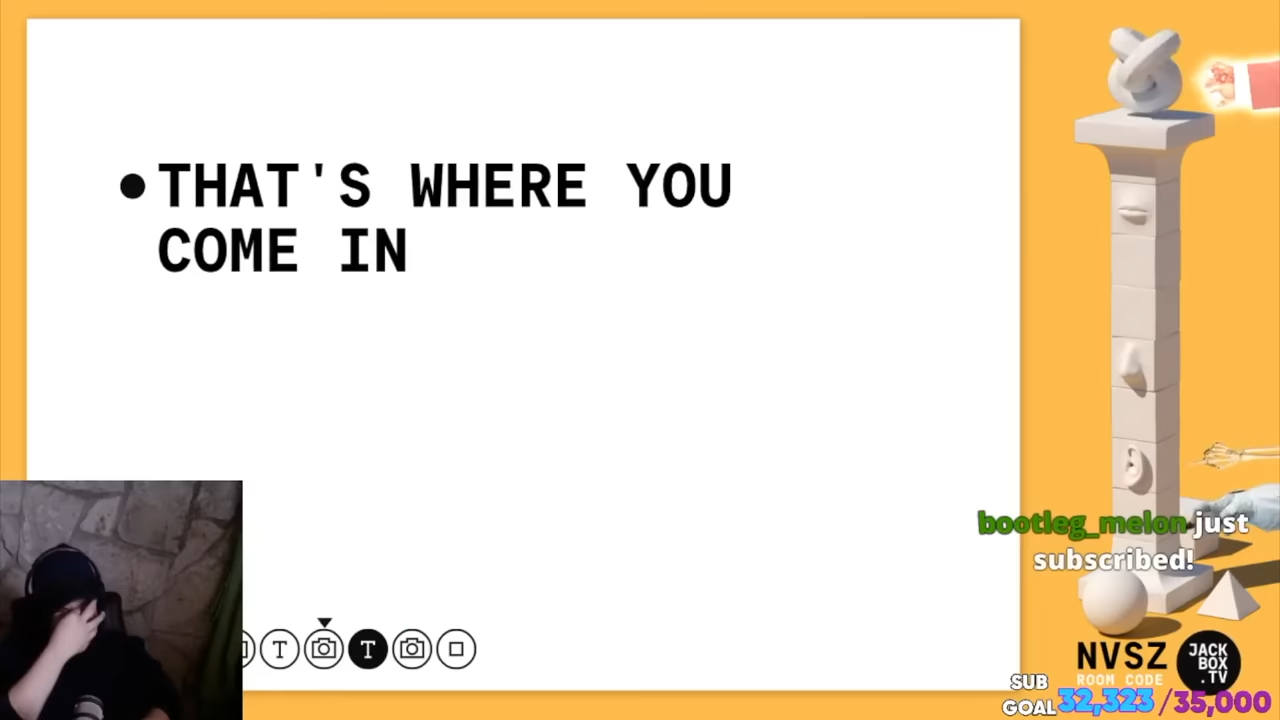 • THAT'S WHERE YOU
COME IN
bootleg_melon just
subscribed!
T
T
NVSZ
ROOM CODE
JACK
BOX
.TV
SUB
GOAL 32,323/35,000